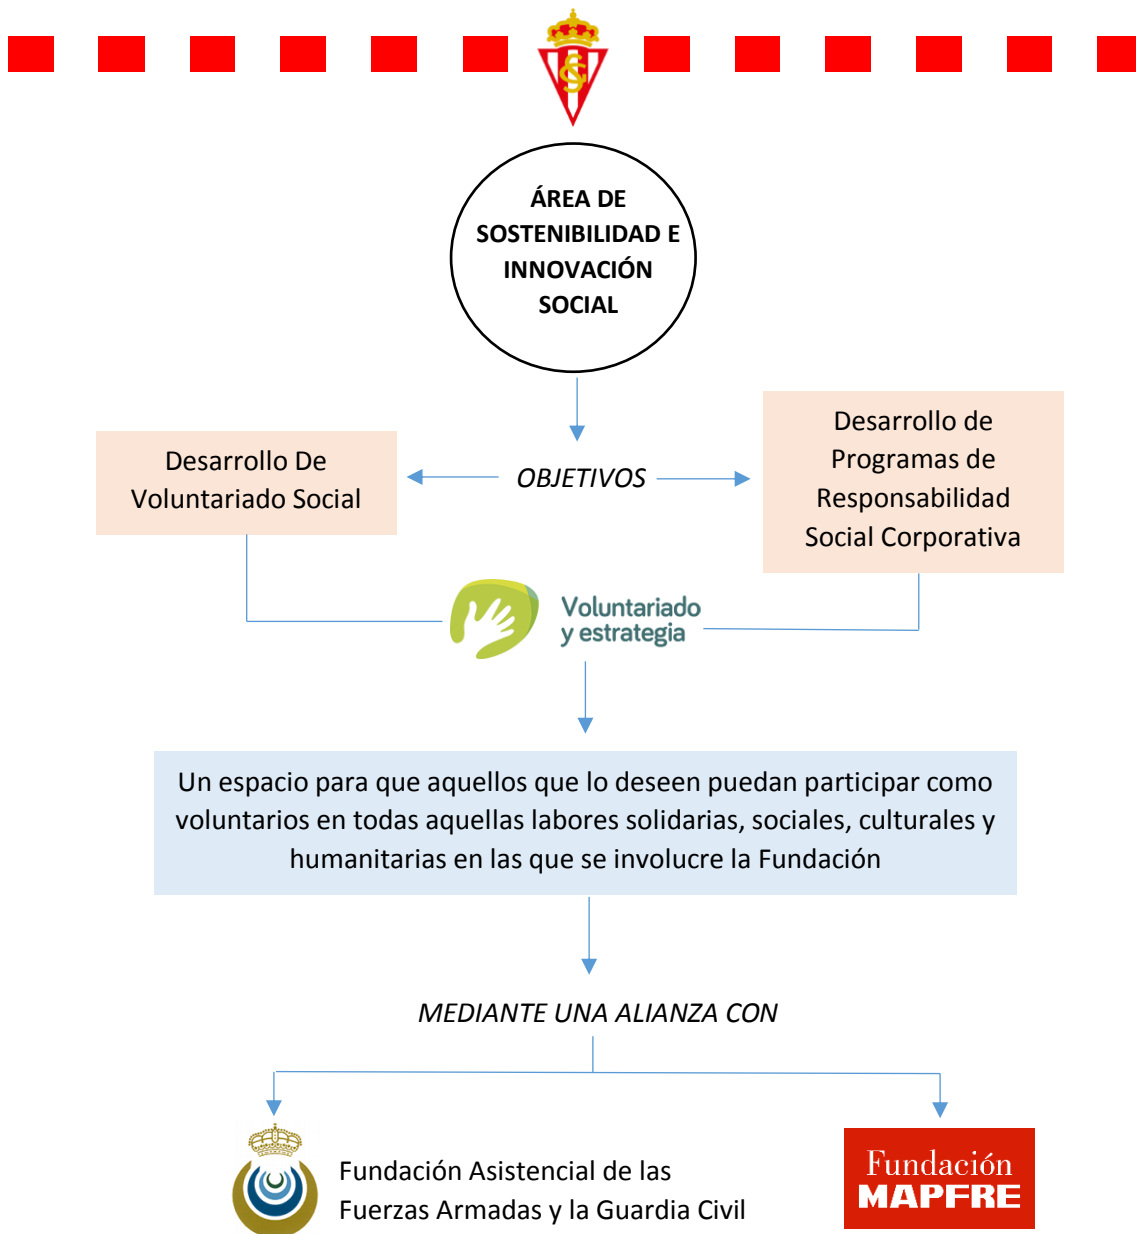 ÁREA DE
SOSTENIBILIDAD E
INNOVACIÓN
SOCIAL
Desarrollo De
Voluntariado Social
OBJETIVOS
Desarrollo de
Programas de
Responsabilidad
Social Corporativa
Voluntariado
y estrategia
Un espacio para que aquellos que lo deseen puedan participar como
voluntarios en todas aquellas labores solidarias, sociales, culturales y
humanitarias en las que se involucre la Fundación
MEDIANTE UNA ALIANZA CON
Fundación Asistencial de las
Fuerzas Armadas y la Guardia Civil
Fundación
MAPFRE